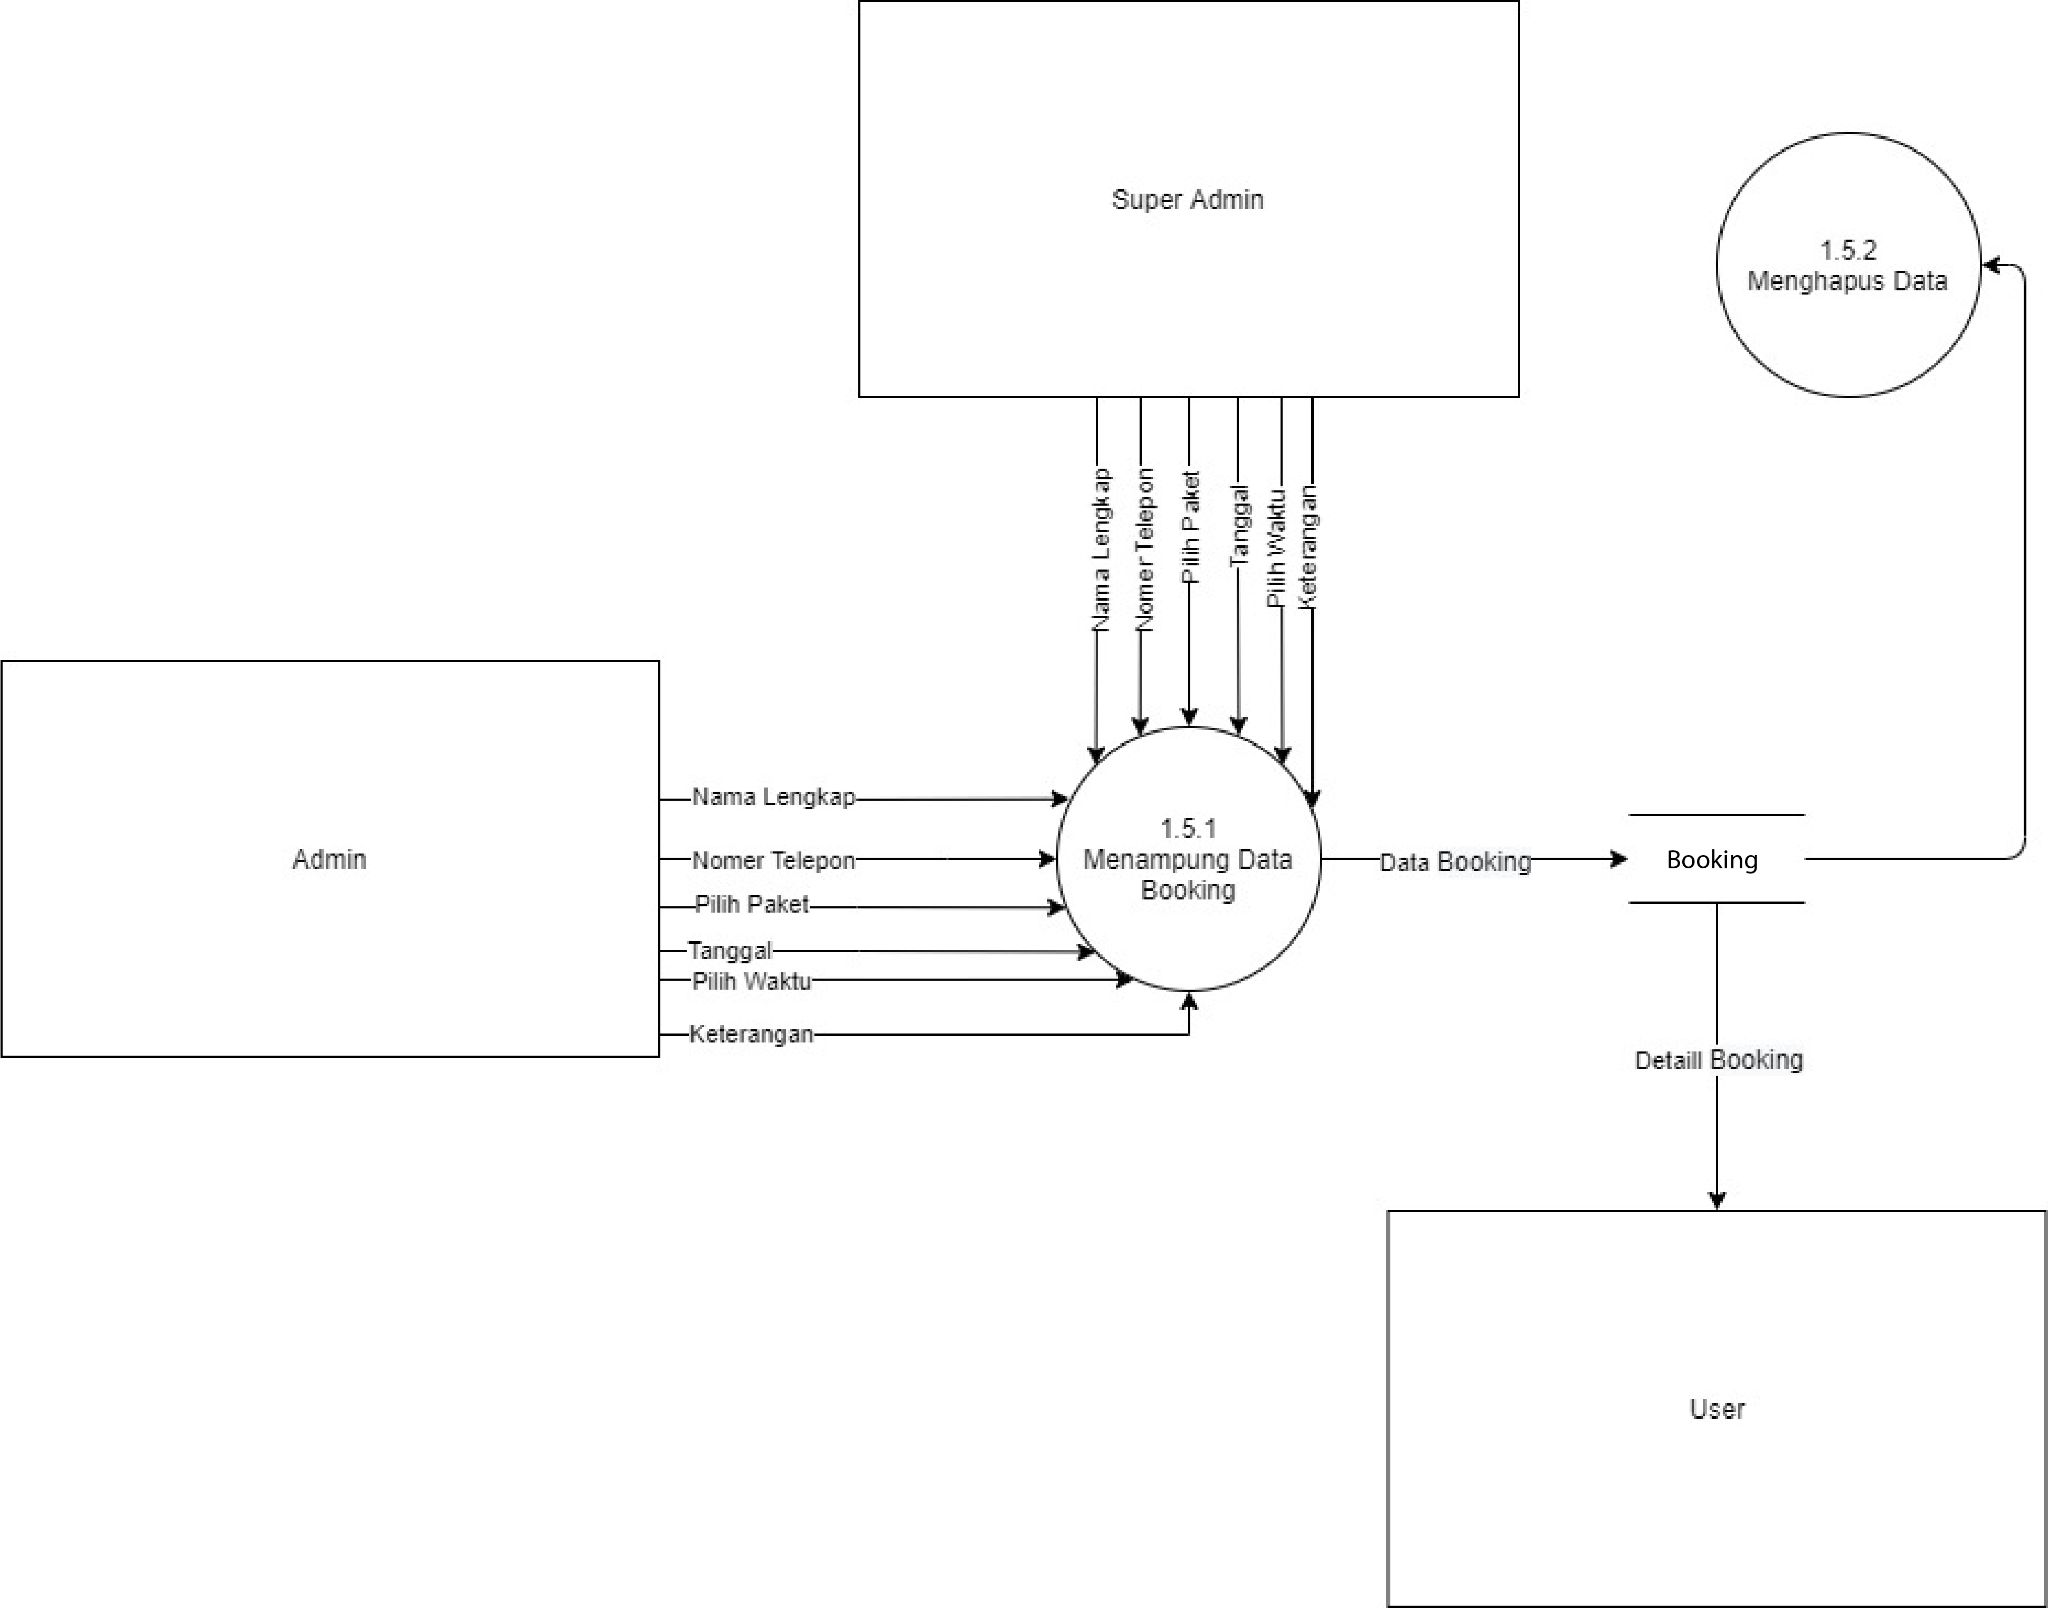 Super Admin
1.5.2
Menghapus Data
Nama Lengkap
Nomer Telepon
Pilih Paket
Tanggal
Pilih Waktu
Keterangan
Admin
Nama Lengkap
Nomer Telepon
Pilih Paket
Tanggal
Pilih Waktu
Keterangan
1.5.1
Menampung Data
Booking
Data Booking
Booking
Detaill Booking
User